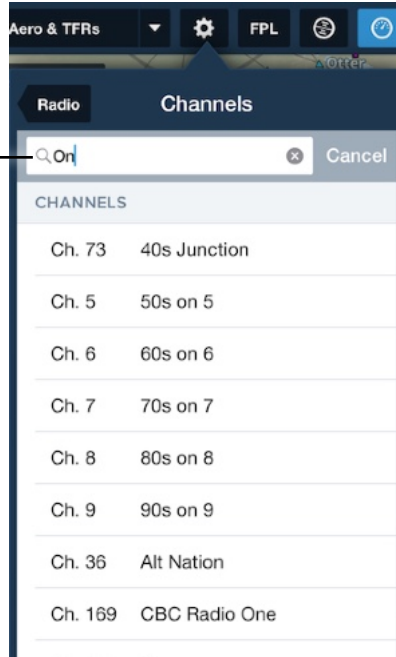 Aero & TFRs FPL
Otter
Radio Channels
On Cancel
CHANNELS
Ch. 73 40s Junction
Ch. 5 50s on 5
Ch. 6 60s on 6
Ch. 7 70s on 7
Ch. 8 80s on 8
Ch. 9 90s on 9
Ch. 36 Alt Nation
Ch. 169 CBC Radio One